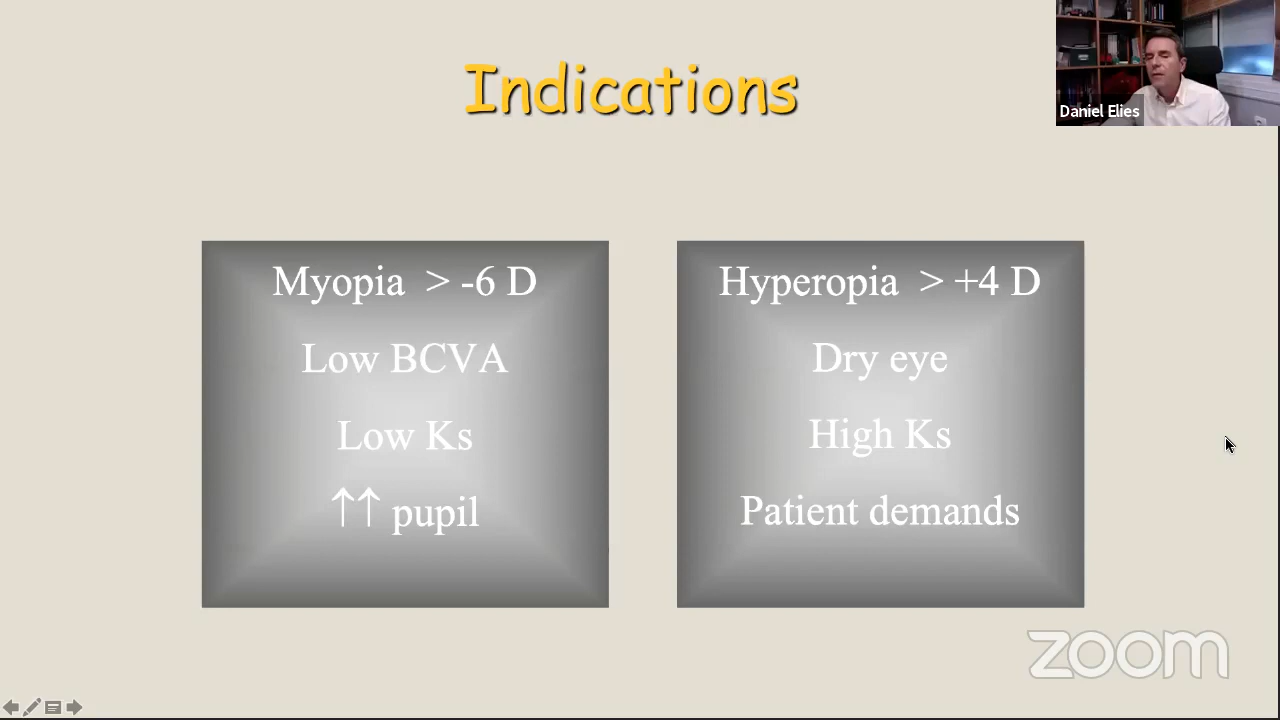 Indications
Daniel Elies
Myopia > -6 D
Low BCVA
Low Ks
↑↑ pupil
Hyperopia > +4 D
Dry eye
High Ks
Patient demands
zoom